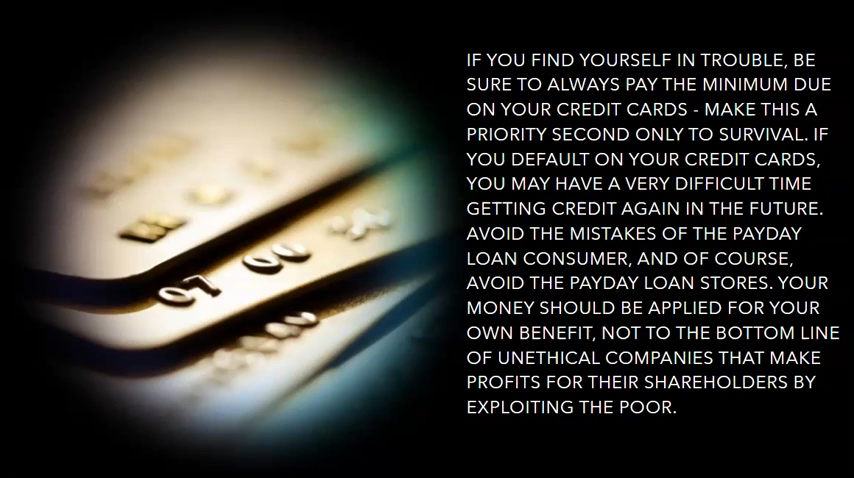 IF YOU FIND YOURSELF IN TROUBLE, BE
SURE TO ALWAYS PAY THE MINIMUM DUE
ON YOUR CREDIT CARDS - MAKE THIS A
PRIORITY SECOND ONLY TO SURVIVAL. IF
YOU DEFAULT ON YOUR CREDIT CARDS,
YOU MAY HAVE A VERY DIFFICULT TIME
GETTING CREDIT AGAIN IN THE FUTURE.
AVOID THE MISTAKES OF THE PAYDAY
LOAN CONSUMER, AND OF COURSE,
AVOID THE PAYDAY LOAN STORES. YOUR
MONEY SHOULD BE APPLIED FOR YOUR
OWN BENEFIT, NOT TO THE BOTTOM LINE
OF UNETHICAL COMPANIES THAT MAKE
PROFITS FOR THEIR SHAREHOLDERS BY
EXPLOITING THE POOR.
07 00